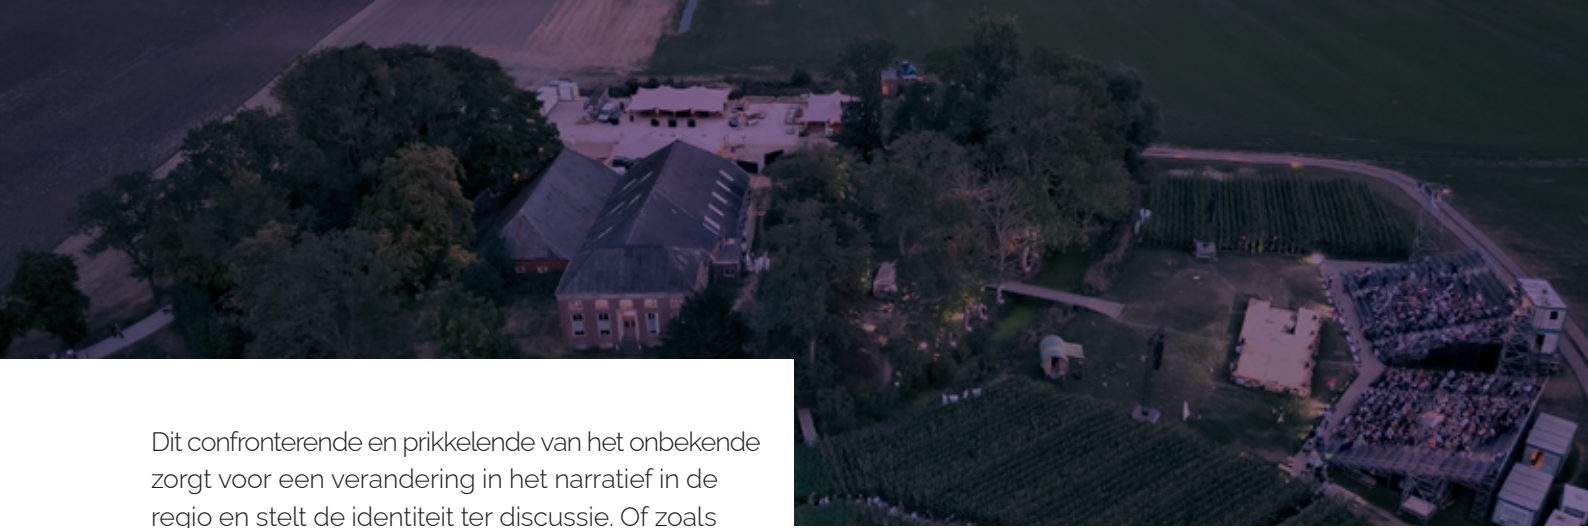 Dit confronterende en prikkelende van het onbekende
zorgt voor een verandering in het narratief in de
regio en stelt de identiteit ter discussie. Of zoals